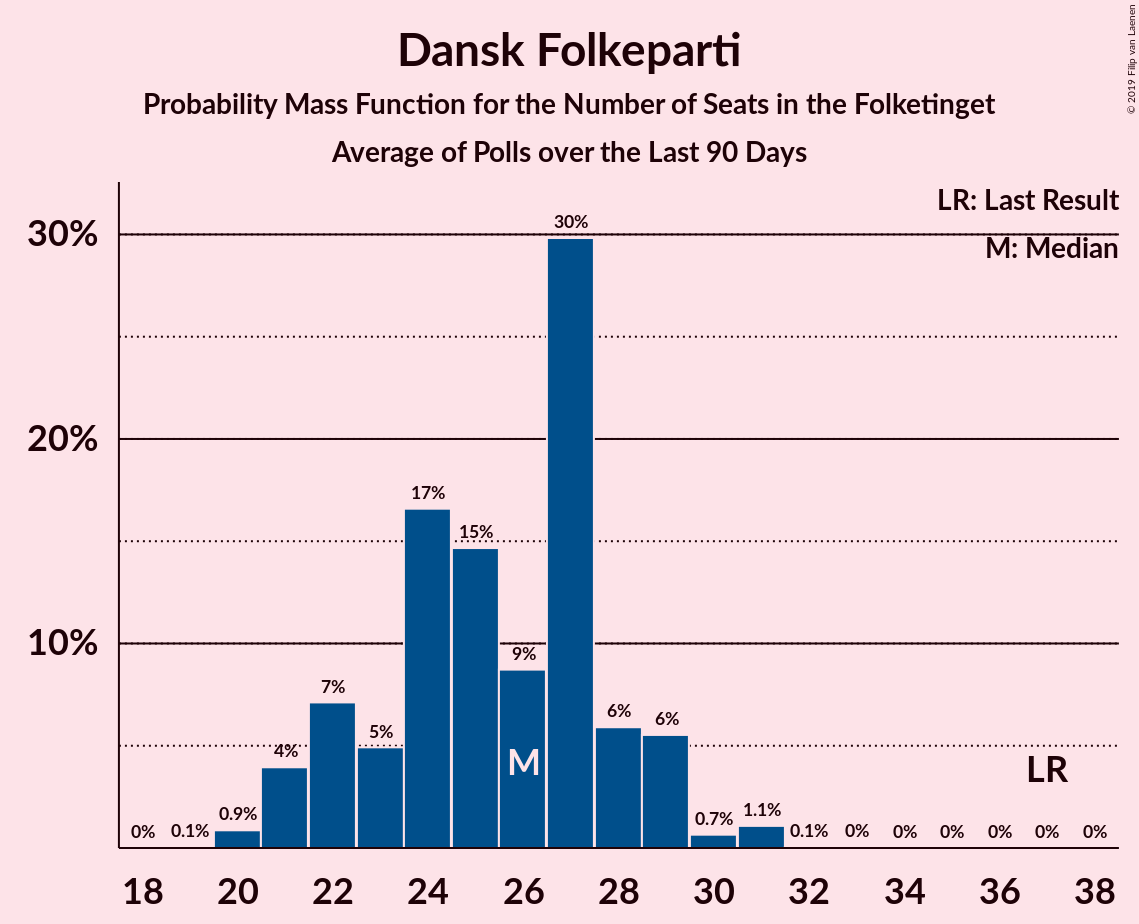 Dansk Folkeparti
Probability Mass Function for the Number of Seats in the Folketinget
Average of Polls over the Last 90 Days
© 2019 Filip van Laenen
LR: Last Result
M: Median
30%
20%
10%
0%
0.1%
0.9%
4%
7%
5%
17%
15%
9%
30%
6%
6%
0.7%
1.1%
0.1%
0%
0%
0%
0%
0%
0%
M
LR
18 20 22 24 26 28 30 32 34 36 38